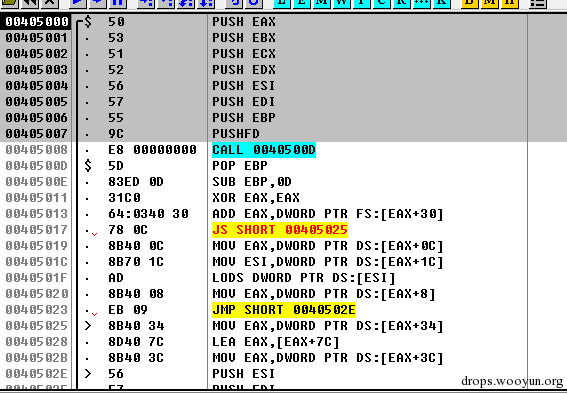 L E M W T C R ... K B M H
00405000 $ 50 PUSH EAX
00405001 · 53 PUSH EBX
00405002 · 51 PUSH ECX
00405003 · 52 PUSH EDX
00405004 · 56 PUSH ESI
00405005 · 57 PUSH EDI
00405006 · 55 PUSH EBP
00405007 · 9C PUSHFD
00405008 · E8 00000000 CALL 0040500D
0040500D $ 5D POP EBP
0040500E · 83ED 0D SUB EBP,0D
00405011 · 31C0 XOR EAX,EAX
00405013 · 64:0340 30 ADD EAX,DWORD PTR FS:[EAX+30]
00405017 · 78 0C JS SHORT 00405025
00405019 · 8B40 0C MOV EAX,DWORD PTR DS:[EAX+0C]
0040501C · 8B70 1C MOV ESI,DWORD PTR DS:[EAX+1C]
0040501F · AD LODS DWORD PTR DS:[ESI]
00405020 · 8B40 08 MOV EAX,DWORD PTR DS:[EAX+8]
00405023 · EB 09 JMP SHORT 0040502E
00405025 > 8B40 34 MOV EAX,DWORD PTR DS:[EAX+34]
00405028 · 8D40 7C LEA EAX,[EAX+7C]
0040502B · 8B40 3C MOV EAX,DWORD PTR DS:[EAX+3C]
0040502E > 56 PUSH ESI
drops.wooyun.org